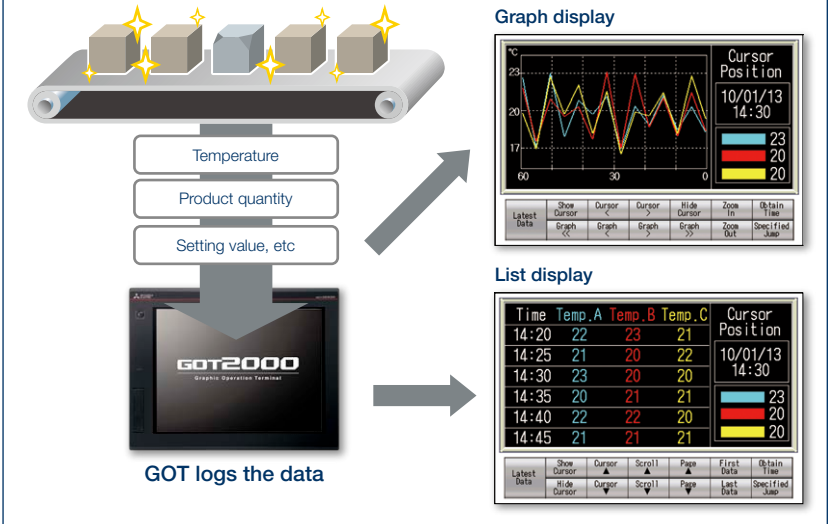 Graph display
°C
23
20
17
60
30
0
Cursor
Position
10/01/13
14:30
23
20
20
Latest
Data
Show
Cursor
Cursor
<
Cursor
>
Hide
Cursor
Zoom
In
Obtain
Time
Graph
<<
Graph
<
Graph
>
Graph
>>
Zoom
Out
Specified
Jump
Temperature
Product quantity
Setting value, etc
GOT2000
Graphic Operation Terminal
GOT logs the data
List display
Time Temp.A Temp.B Temp.C
14:20 22 23 21
14:25 21 20 22
14:30 23 20 20
14:35 20 21 21
14:40 22 22 20
14:45 21 21 21
Cursor
Position
10/01/13
14:30
23
20
20
Latest
Data
Show
Cursor
Cursor
▲
Scroll
▲
Page
▲
First
Data
Obtain
Time
Hide
Cursor
Cursor
▼
Scroll
▼
Page
▼
Last
Data
Specified
Jump